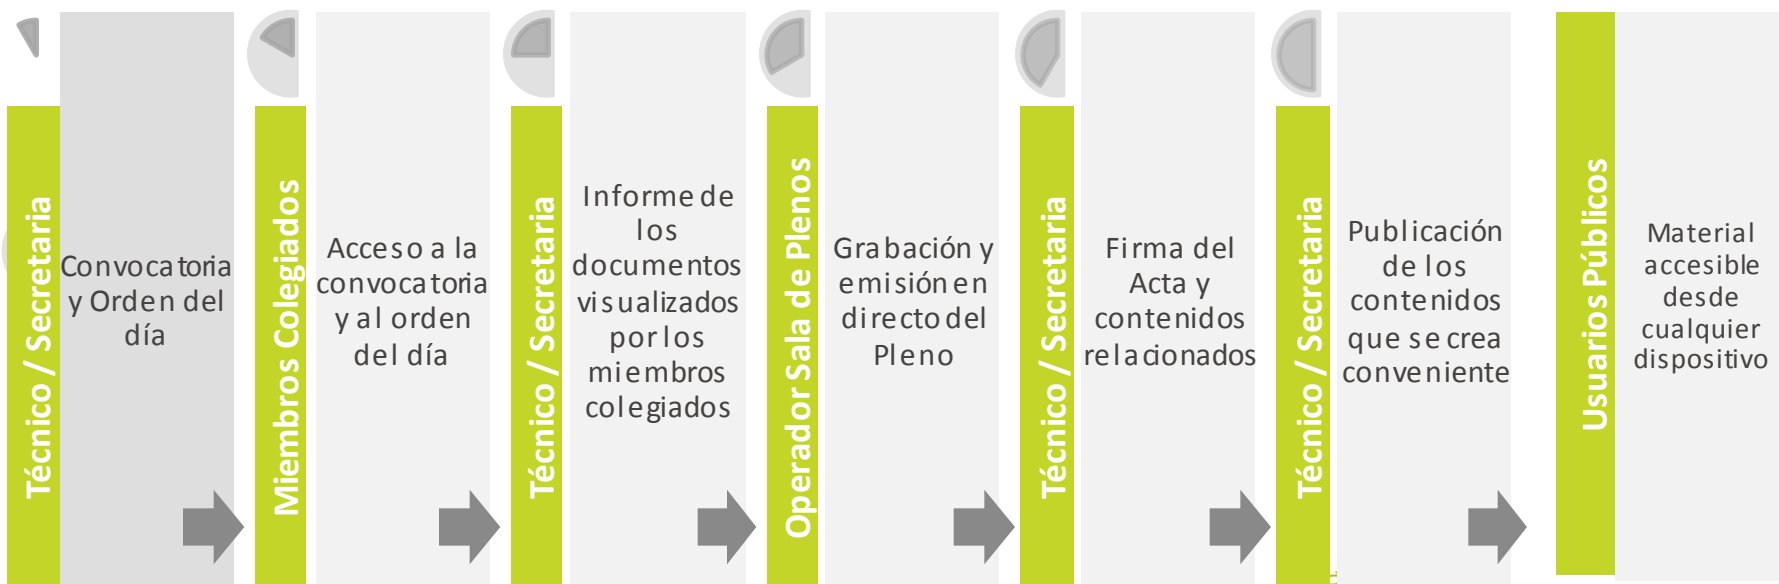 Técnico / Secretaria
Convocatoria
y Orden del
día
Miembros Colegiados
Acceso a la
convocatoria
y al orden
del día
Técnico / Secretaria
Informe de
los
documentos
visualizados
por los
miembros
colegiados
Operador Sala de Plenos
Grabación y
emisión en
directo del
Pleno
Técnico / Secretaria
Firma del
Acta y
contenidos
relacionados
Técnico / Secretaria
Publicación
de los
contenidos
que se crea
conveniente
Usuarios Públicos
Material
accesible
desde
cualquier
dispositivo